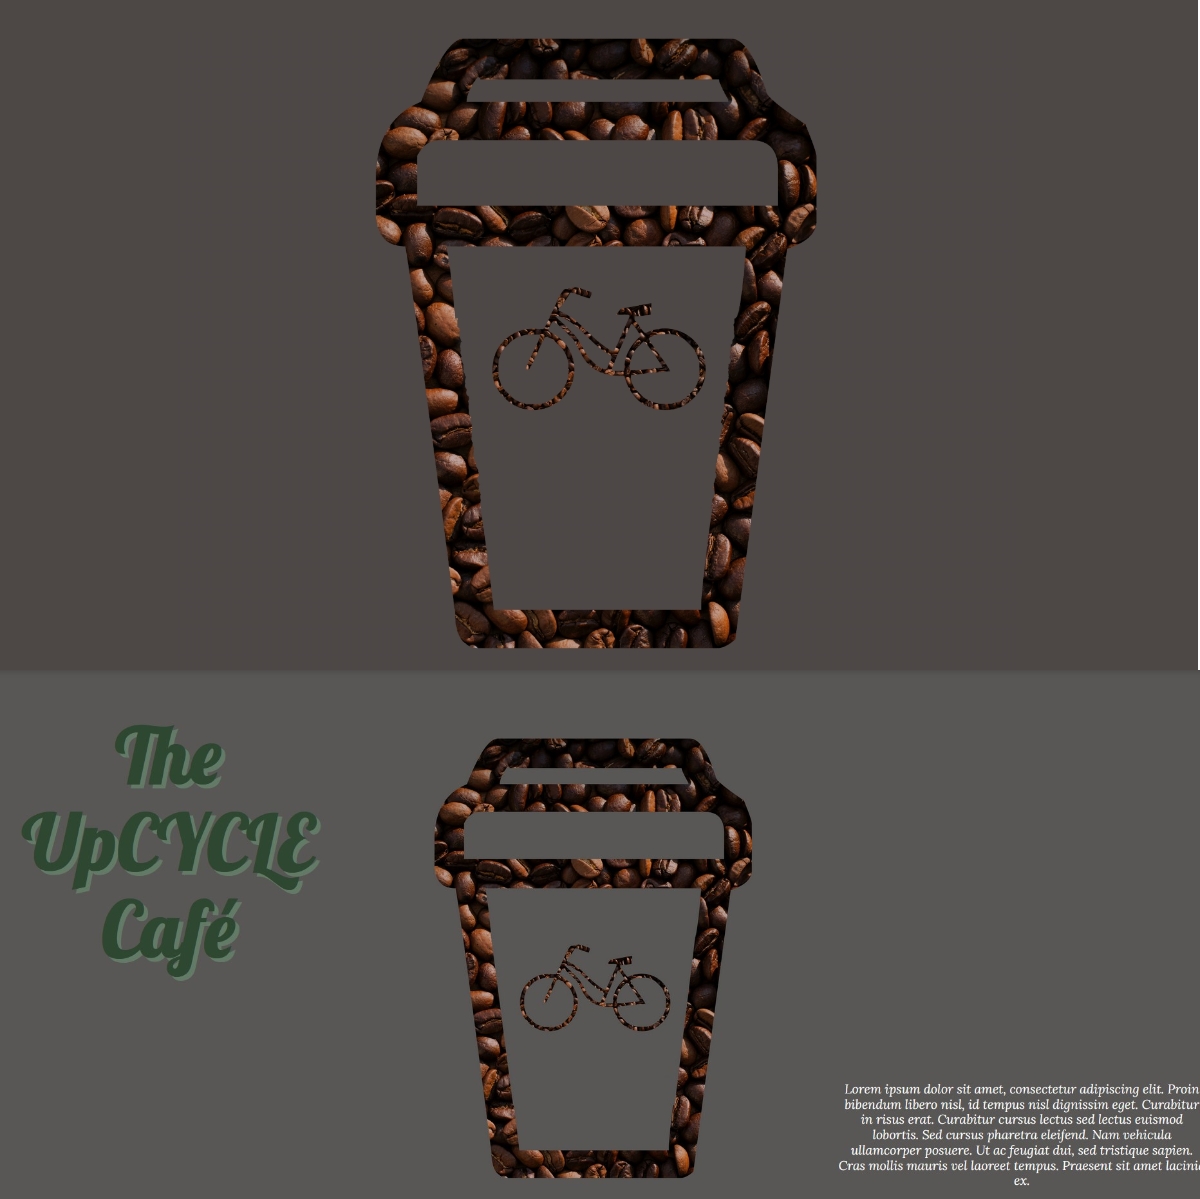 The
UpCYCLE
Café
Lorem ipsum dolor sit amet, consectetur adipiscing elit. Proin
bibendum libero nisl, id tempus nisl dignissim eget. Curabitur
in risus erat. Curabitur cursus lectus sed lectus euismod
lobortis. Sed cursus pharetra eleifend. Nam vehicula
ullamcorper posuere. Ut ac feugiat dui, sed tristique sapien.
Cras mollis mauris vel laoreet tempus. Praesent sit amet lacini
ex.